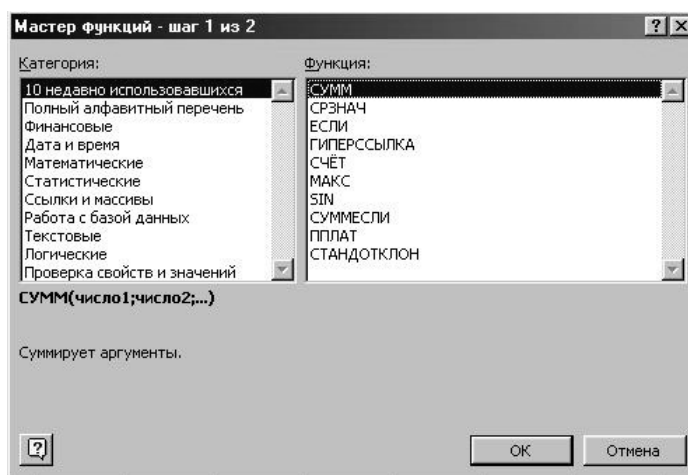 Мастер функций - шаг 1 из 2
Категория:
10 недавно использовавшихся
Полный алфавитный перечень
Финансовые
Дата и время
Математические
Статистические
Ссылки и массивы
Работа с базой данных
Текстовые
Логические
Проверка свойств и значений
Функция:
СУММ
СРЗНАЧ
ЕСЛИ
ГИПЕРССЫЛКА
СЧЁТ
МАКС
SIN
СУММЕСЛИ
ППЛАТ
СТАНДОТКЛОН
СУММ(число1;число2;...)
Суммирует аргументы.
ОК
Отмена